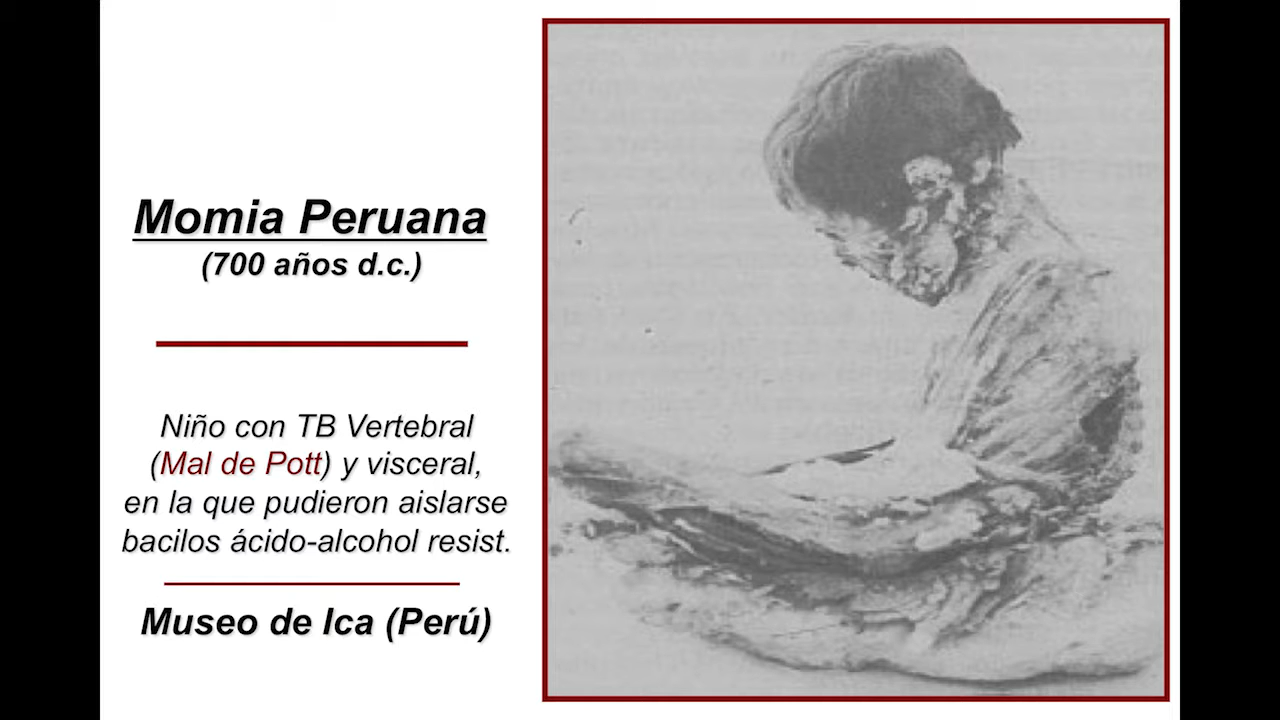 Momia Peruana
(700 años d.c.)
Niño con TB Vertebral
(Mal de Pott) y visceral,
en la que pudieron aislarse
bacilos ácido-alcohol resist.
Museo de Ica (Perú)